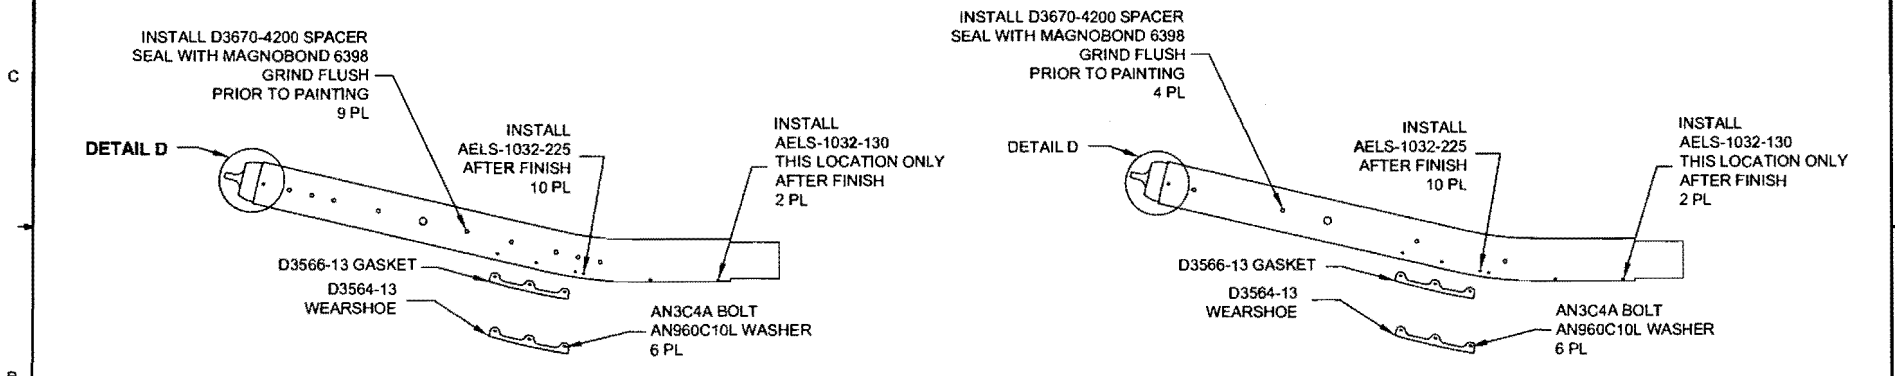 INSTALL D3670-4200 SPACER
SEAL WITH MAGNOBOND 6398
GRIND FLUSH
PRIOR TO PAINTING
9 PL
C
DETAIL D
INSTALL
AELS-1032-225
AFTER FINISH
10 PL
INSTALL
AELS-1032-130
THIS LOCATION ONLY
AFTER FINISH
2 PL
D3566-13 GASKET
D3564-13
WEARSHOE
AN3C4A BOLT
AN960C10L WASHER
6 PL
INSTALL D3670-4200 SPACER
SEAL WITH MAGNOBOND 6398
GRIND FLUSH
PRIOR TO PAINTING
4 PL
DETAIL D
INSTALL
AELS-1032-225
AFTER FINISH
10 PL
INSTALL
AELS-1032-130
THIS LOCATION ONLY
AFTER FINISH
2 PL
D3566-13 GASKET
D3564-13
WEARSHOE
AN3C4A BOLT
AN960C10L WASHER
6 PL